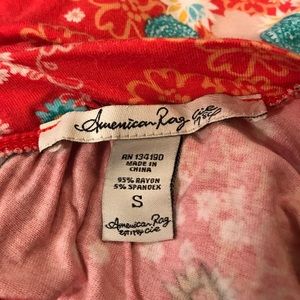 American Rag Cie
RN 134190
MADE IN
CHINA
95% RAYON
5% SPANDEX
S
American Rag
Cie